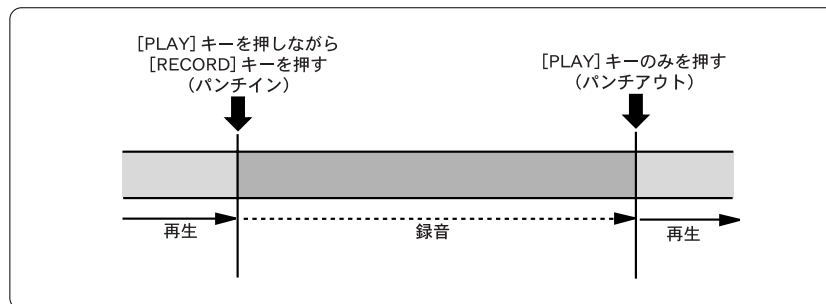 [PLAY] キーを押しながら
[RECORD] キーを押す
（パンチイン）
[PLAY] キーのみを押す
（パンチアウト）
再生
録音
再生